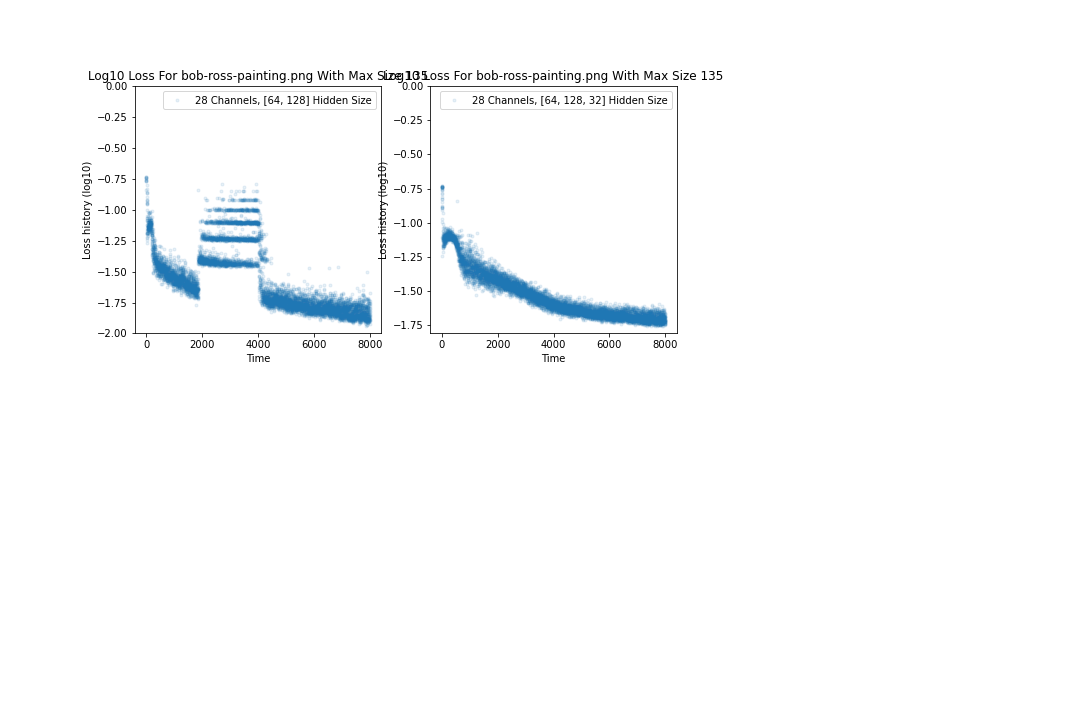 Log10 Loss For bob-ross-painting.png With Max Size 135
28 Channels, [64, 128] Hidden Size
Loss history (log10)
0.00
−0.25
−0.50
−0.75
−1.00
−1.25
−1.50
−1.75
−2.00
0 2000 4000 6000 8000
Time
Log10 Loss For bob-ross-painting.png With Max Size 135
28 Channels, [64, 128, 32] Hidden Size
Loss history (log10)
0.00
−0.25
−0.50
−0.75
−1.00
−1.25
−1.50
−1.75
0 2000 4000 6000 8000
Time